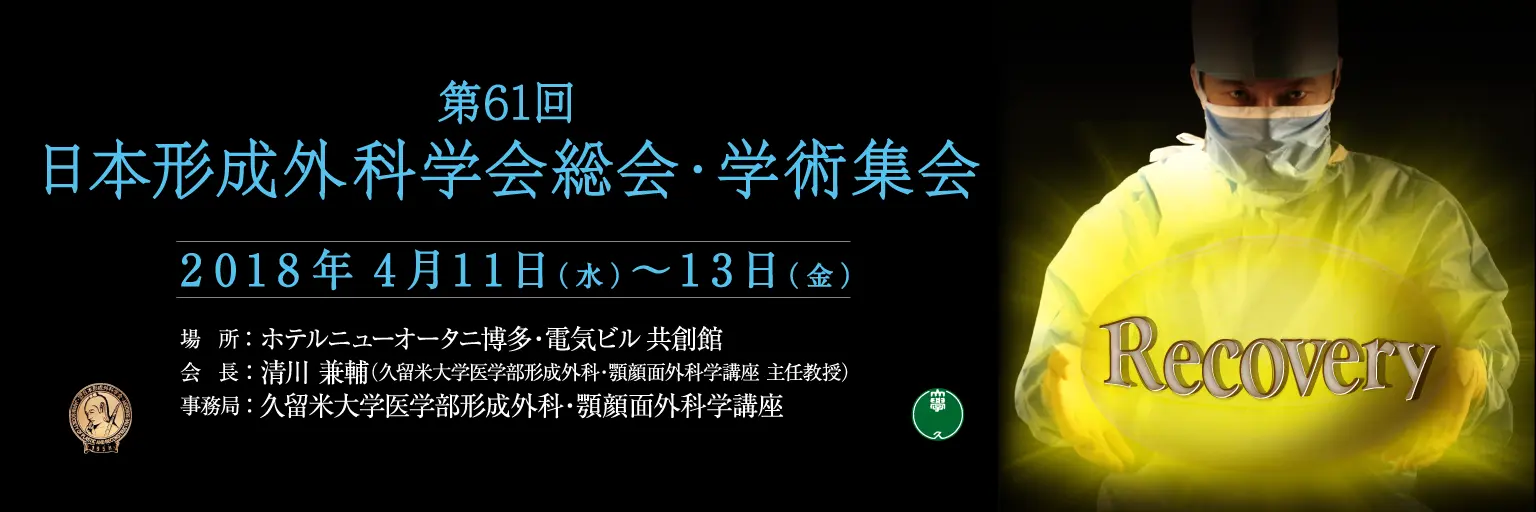 第61回
日本形成外科学会総会・学術集会
2018年 4月11日(水)～13日(金)
場　所：ホテルニューオータニ博多・電気ビル 共創館
会　長：清川 兼輔(久留米大学医学部形成外科・顎顔面外科学講座 主任教授)
事務局：久留米大学医学部形成外科・顎顔面外科学講座
Recovery